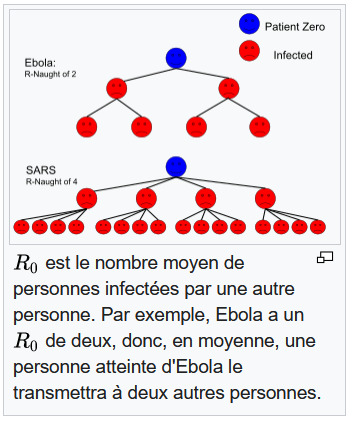 Patient Zero
Infected
Ebola:
R-Naught of 2
SARS
R-Naught of 4
R₀ est le nombre moyen de
personnes infectées par une autre
personne. Par exemple, Ebola a un
R₀ de deux, donc, en moyenne, une
personne atteinte d'Ebola le
transmettra à deux autres personnes.